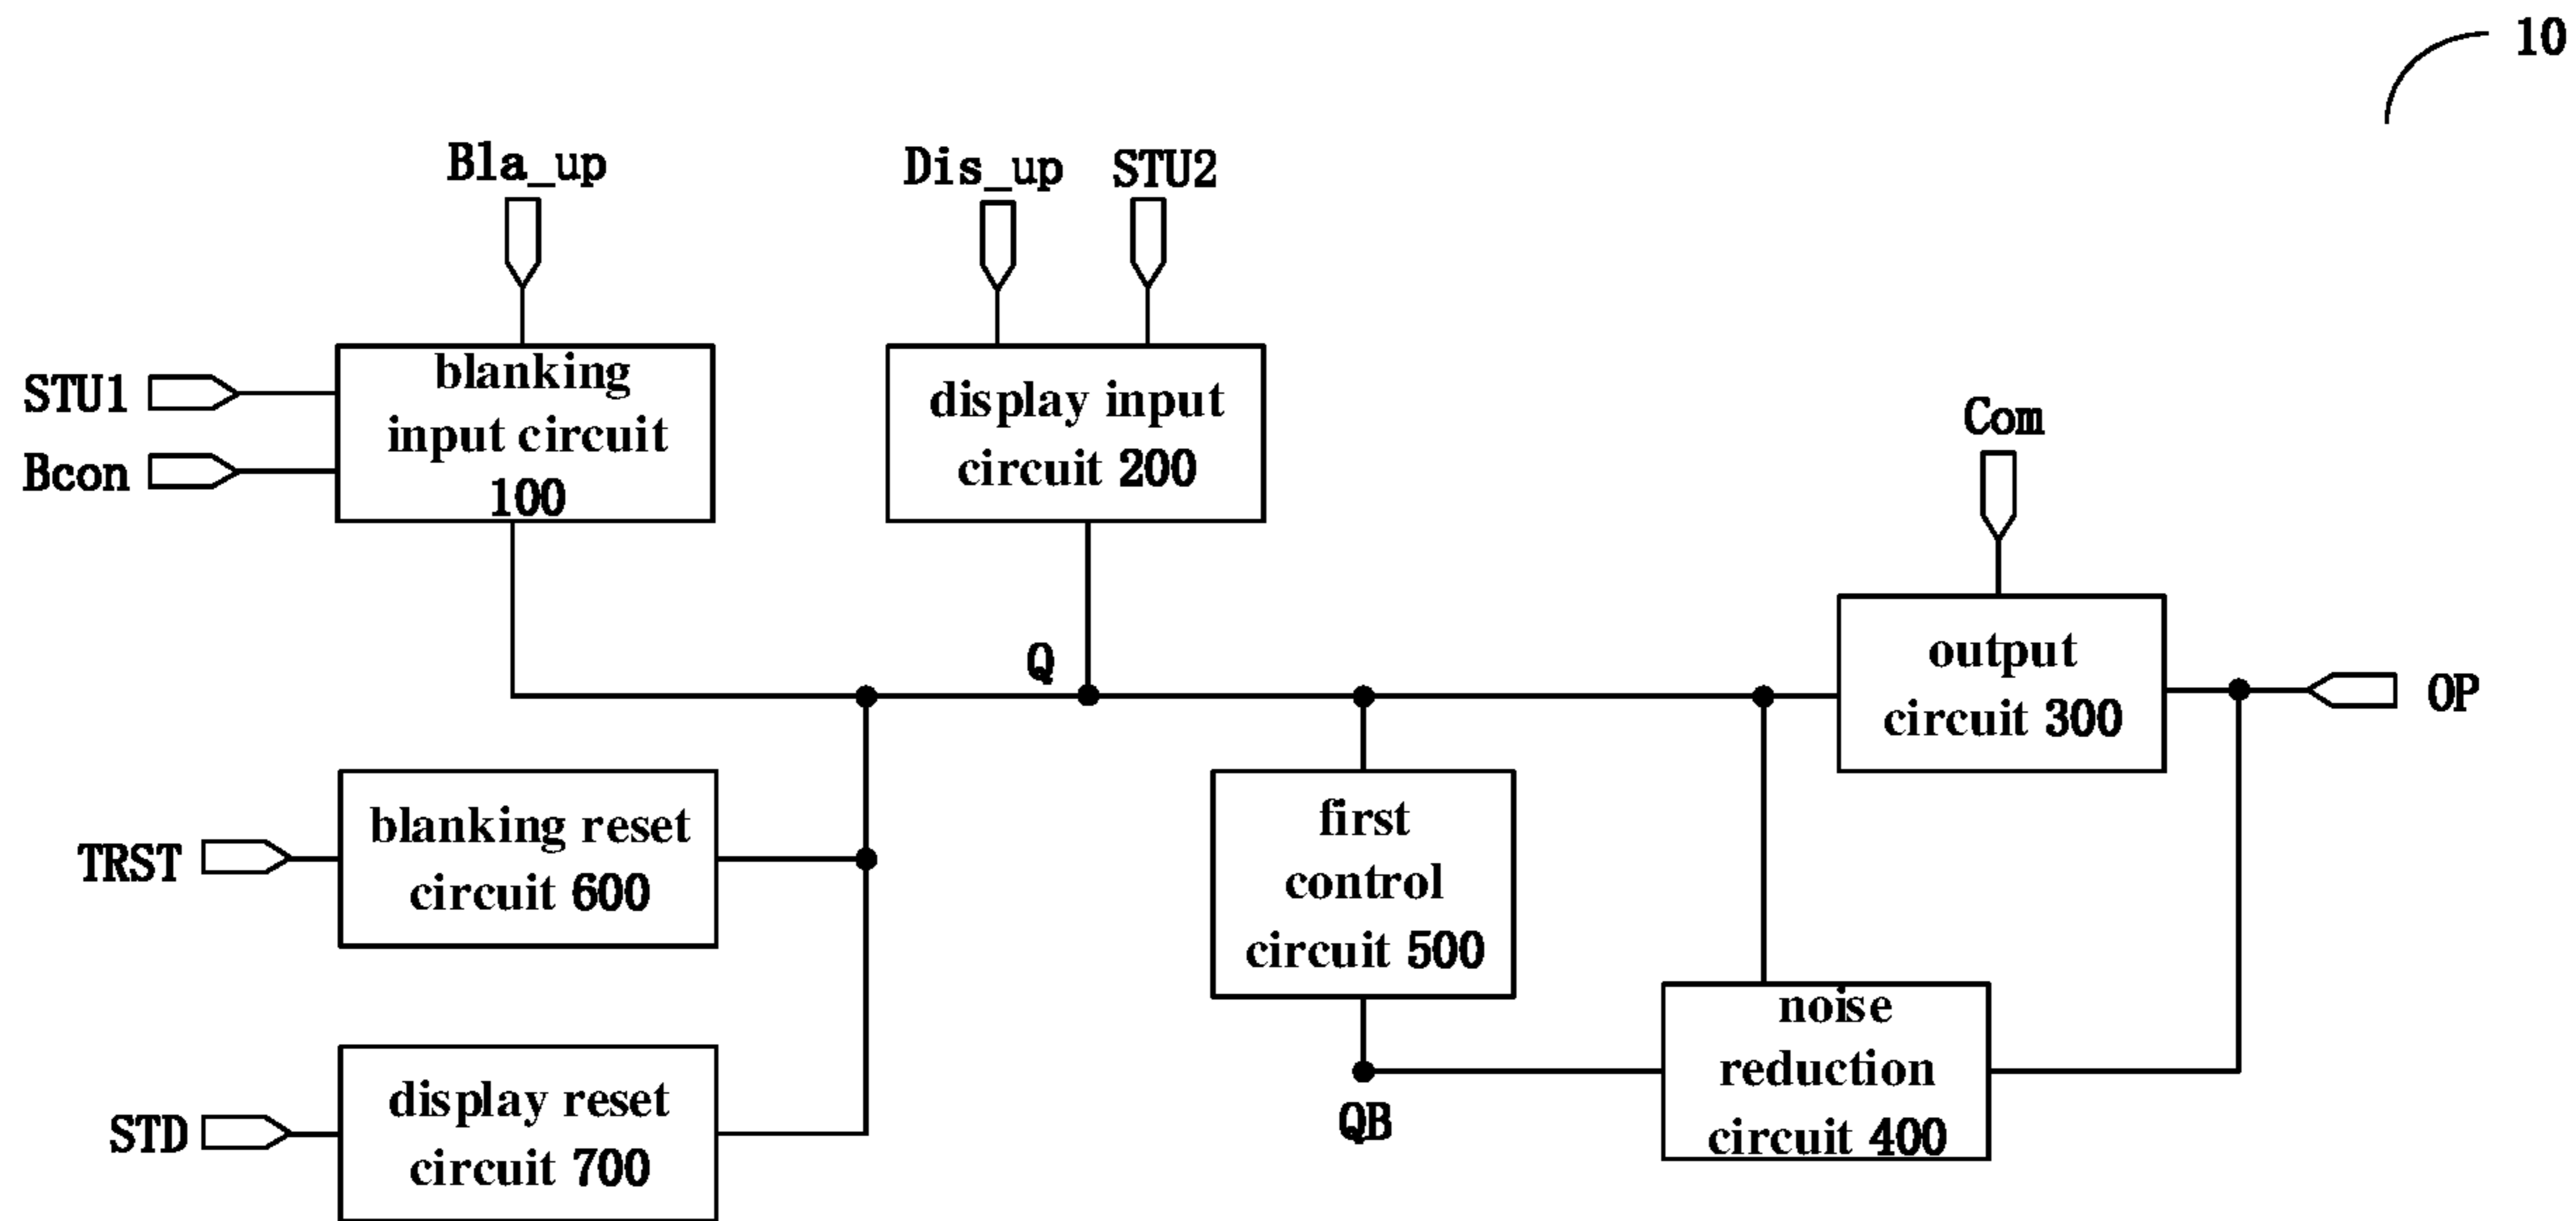 10
Bla_up
Dis_up
STU2
STU1
Bcon
blanking
input circuit
100
display input
circuit 200
Com
Q
output
circuit 300
OP
TRST
blanking reset
circuit 600
first
control
circuit 500
noise
reduction
circuit 400
STD
display reset
circuit 700
QB